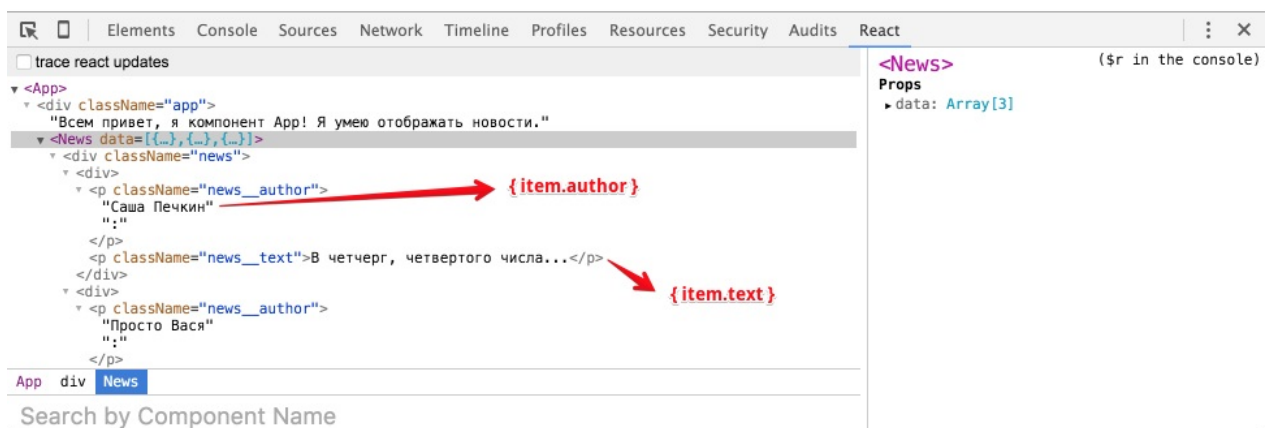 Elements Console Sources Network Timeline Profiles Resources Security Audits React
trace react updates
<App>
<div className="app">
"Всем привет, я компонент App! Я умею отображать новости."
<News data=[{…},{…},{…}]>
<div className="news">
<div>
<p className="news__author">
"Саша Печкин"
":"
</p>
<p className="news__text">В четчерг, четвертого числа...</p>
</div>
<div>
<p className="news__author">
"Просто Вася"
":"
</p>
{ item.author }
{ item.text }
App div News
Search by Component Name
<News> ($r in the console)
Props
data: Array[3]